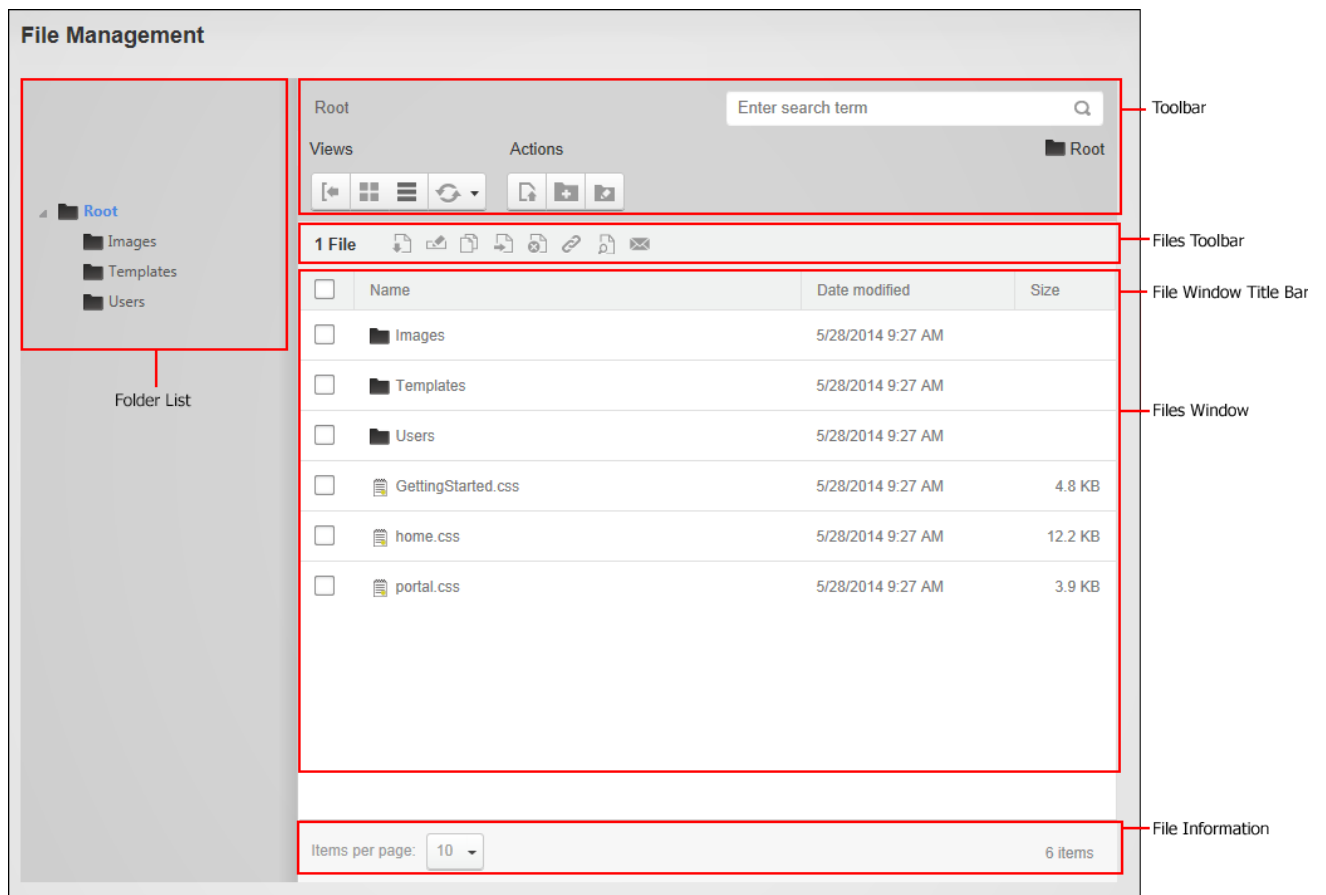 File Management
Root
Images
Templates
Users
Folder List
Root
Enter search term
Views
Actions
Root
Toolbar
1 File
Files Toolbar
Name
Date modified
Size
File Window Title Bar
Images
5/28/2014 9:27 AM
Templates
5/28/2014 9:27 AM
Users
5/28/2014 9:27 AM
GettingStarted.css
5/28/2014 9:27 AM
4.8 KB
home.css
5/28/2014 9:27 AM
12.2 KB
portal.css
5/28/2014 9:27 AM
3.9 KB
Files Window
Items per page:
10
6 items
File Information